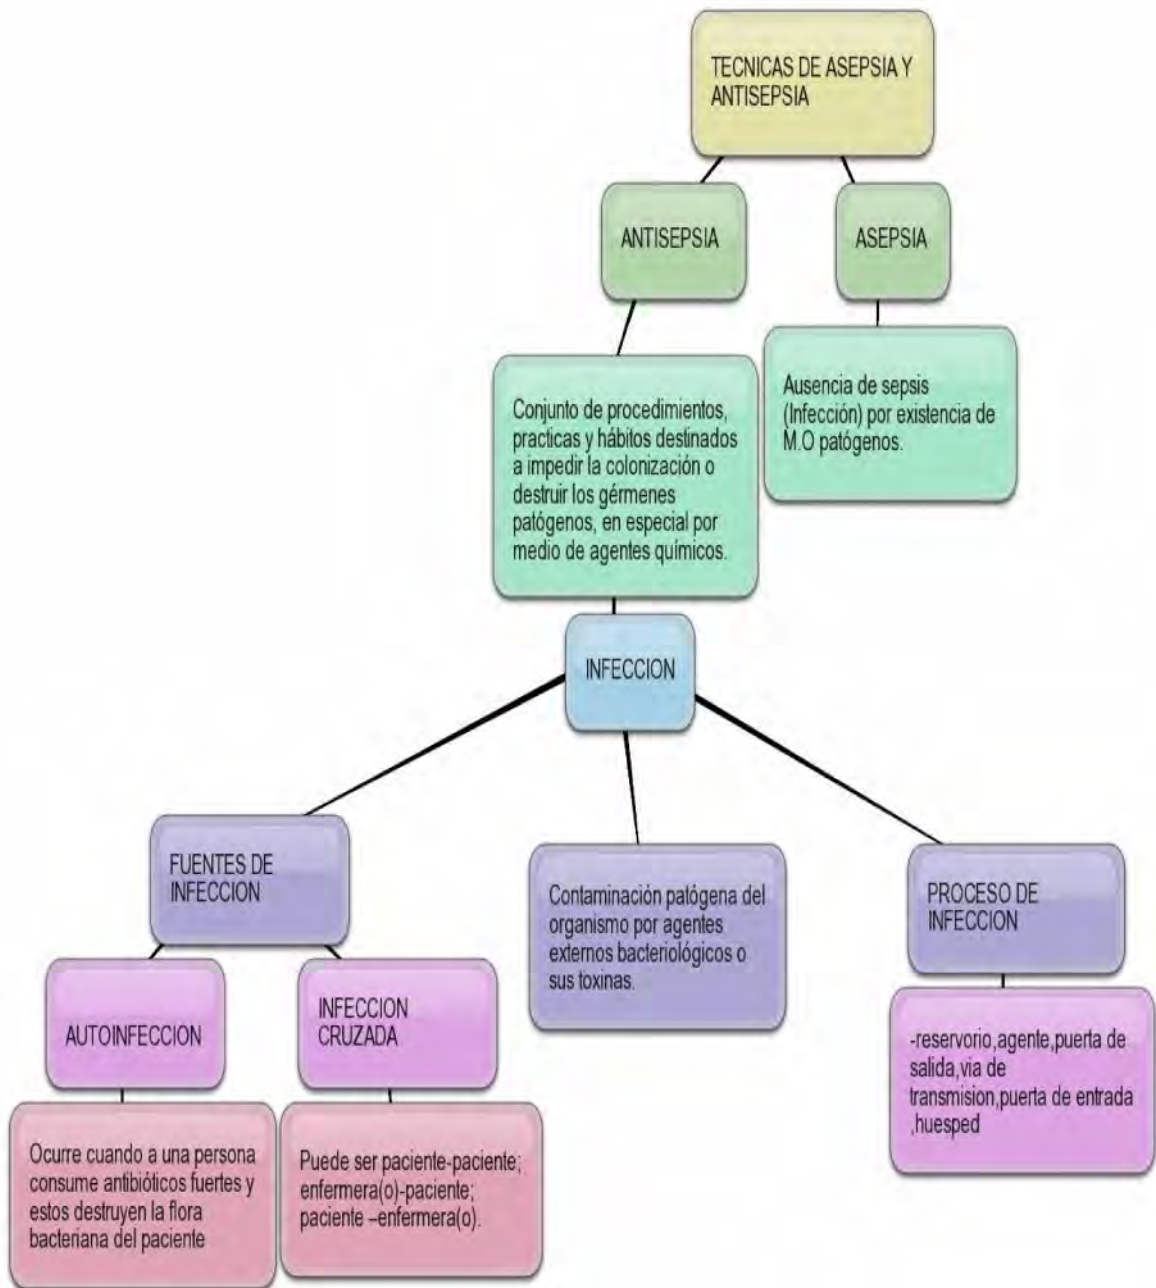 TECNICAS DE ASEPSIA Y
ANTISEPSIA
ANTISEPSIA
ASEPSIA
Conjunto de procedimientos,
practicas y hábitos destinados
a impedir la colonización o
destruir los gérmenes
patógenos, en especial por
medio de agentes químicos.
Ausencia de sepsis
(Infección) por existencia de
M.O patógenos.
INFECCION
FUENTES DE
INFECCION
Contaminación patógena del
organismo por agentes
externos bacteriológicos o
sus toxinas.
PROCESO DE
INFECCION
AUTOINFECCION
INFECCION
CRUZADA
-reservorio,agente,puerta de
salida,via de
transmision,puerta de entrada
,huesped
Ocurre cuando a una persona
consume antibióticos fuertes y
estos destruyen la flora
bacteriana del paciente
Puede ser paciente-paciente;
enfermera(o)-paciente;
paciente –enfermera(o).